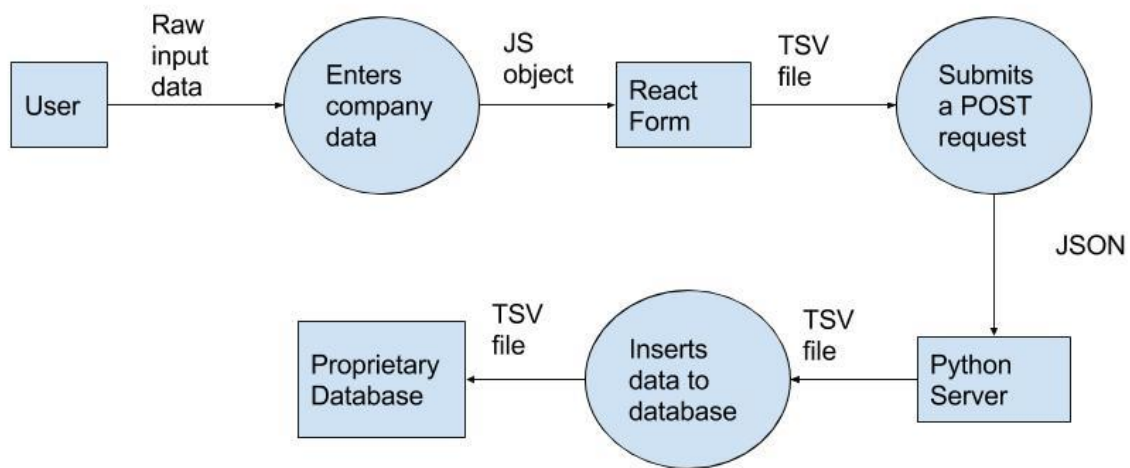 User
Raw
input
data
Enters
company
data
JS
object
React
Form
TSV
file
Submits
a POST
request
JSON
Python
Server
TSV
file
Inserts
data to
database
TSV
file
Proprietary
Database